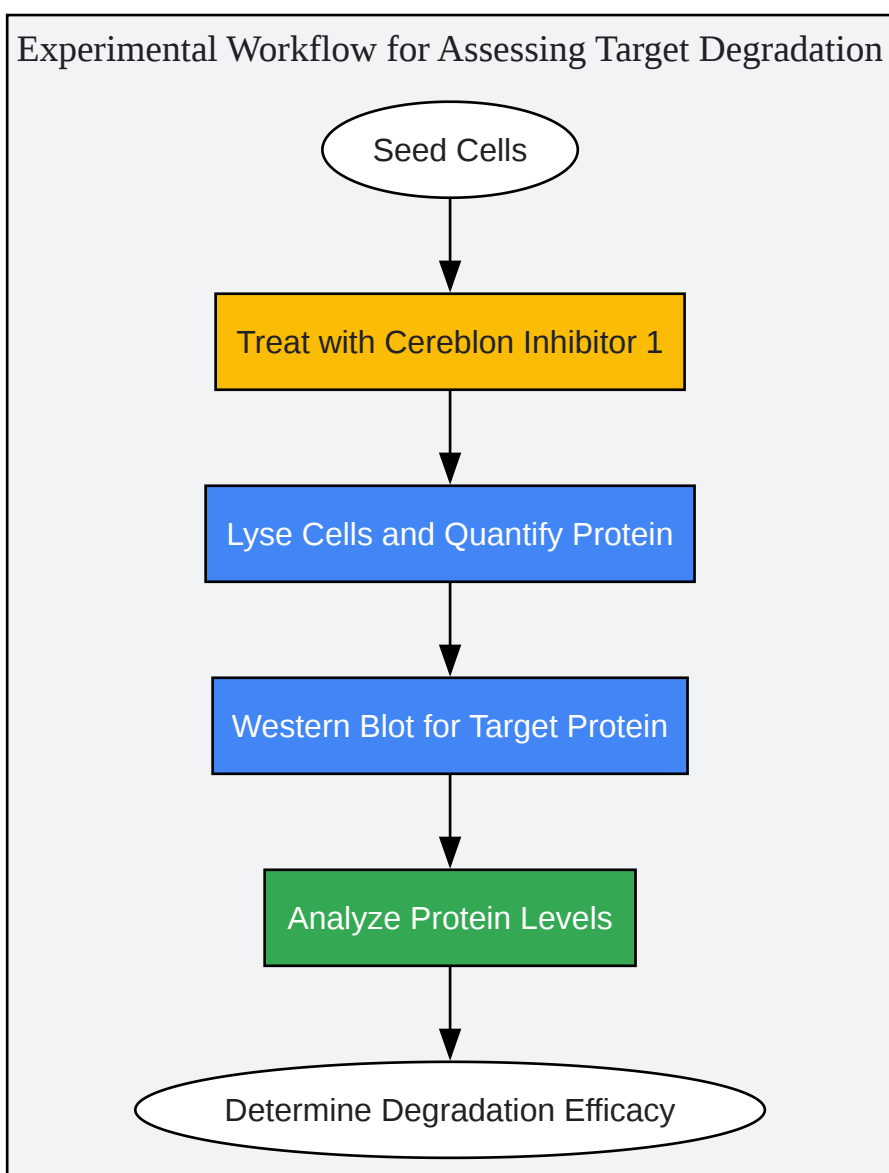 Experimental Workflow for Assessing Target Degradation
Seed Cells
Treat with Cereblon Inhibitor 1
Lyse Cells and Quantify Protein
Western Blot for Target Protein
Analyze Protein Levels
Determine Degradation Efficacy